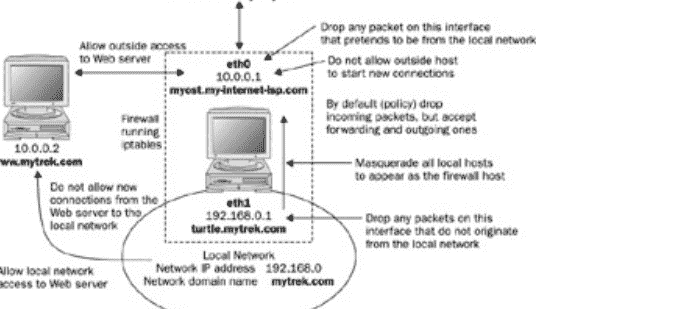 Drop any packet on this interface
that pretends to be from the local network
Allow outside access
to Web server
eth0
10.0.0.1
Do not allow outside host
to start new connections
By default (policy) drop
incoming packets, but accept
forwarding and outgoing ones
Firewall
running
iptables
10.0.0.2
ww.mytrek.com
Masquerade all local hosts
to appear as the firewall host
Do not allow new
connections from the
Web server to the
local network
eth1
192.168.0.1
turtle.mytrek.com
Drop any packets on this
interface that do not originate
from the local network
Local Network
Network IP address 192.168.0
Network domain name mytrek.com
Allow local network
access to Web server